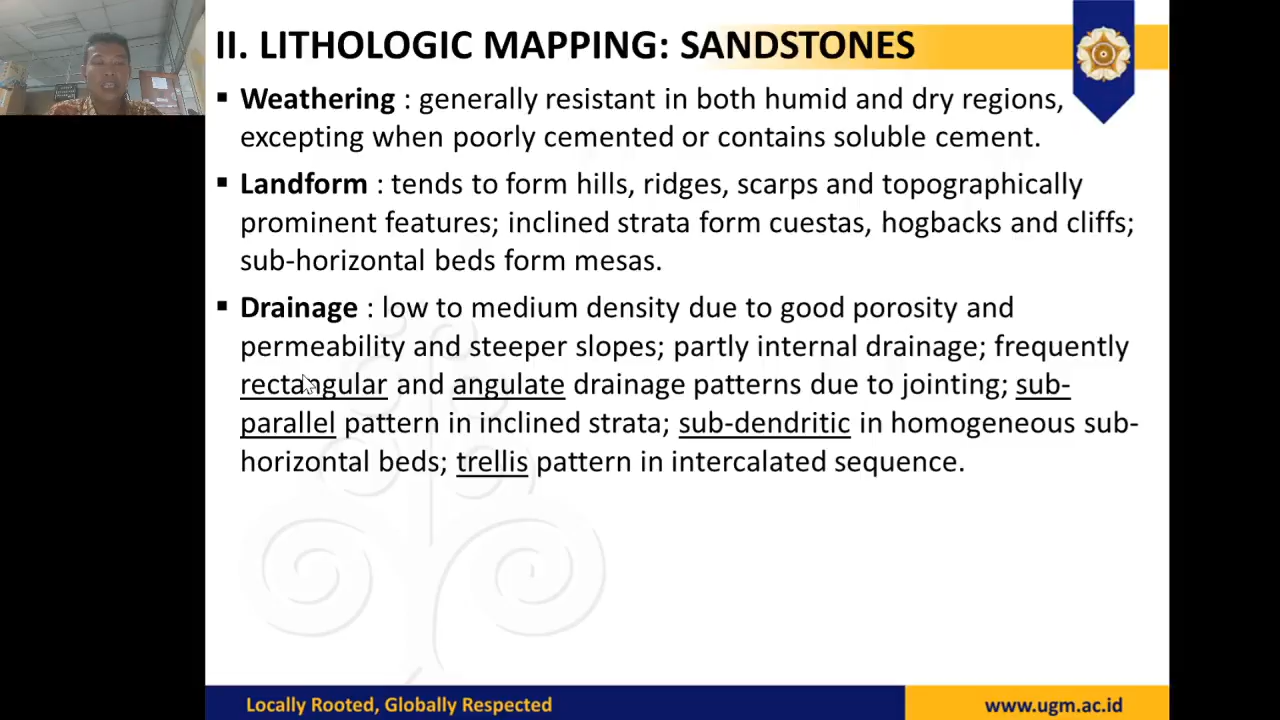 II. LITHOLOGIC MAPPING: SANDSTONES
▪ Weathering : generally resistant in both humid and dry regions,
excepting when poorly cemented or contains soluble cement.
▪ Landform : tends to form hills, ridges, scarps and topographically
prominent features; inclined strata form cuestas, hogbacks and cliffs;
sub-horizontal beds form mesas.
▪ Drainage : low to medium density due to good porosity and
permeability and steeper slopes; partly internal drainage; frequently
rectangular and angulate drainage patterns due to jointing; sub-
parallel pattern in inclined strata; sub-dendritic in homogeneous sub-
horizontal beds; trellis pattern in intercalated sequence.
Locally Rooted, Globally Respected
www.ugm.ac.id